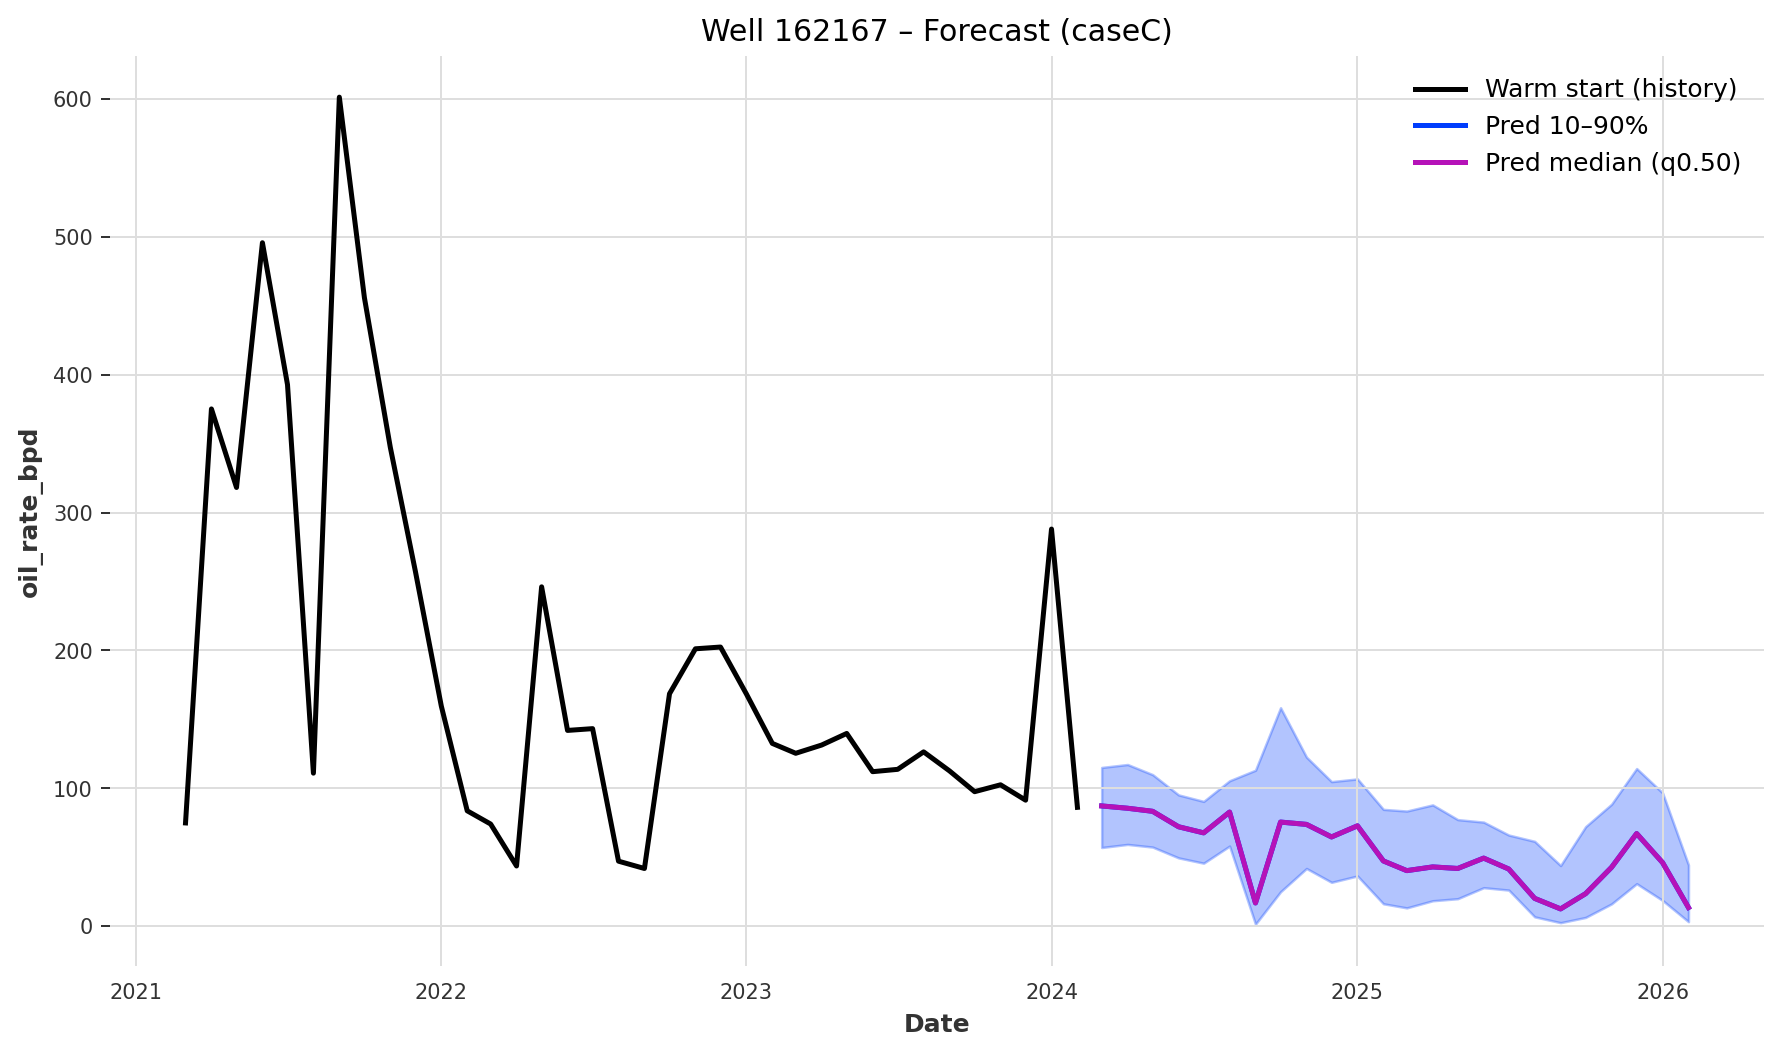 Well 162167 – Forecast (caseC)
Warm start (history)
Pred 10–90%
Pred median (q0.50)
oil_rate_bpd
600
500
400
300
200
100
0
2021
2022
2023
2024
2025
2026
Date